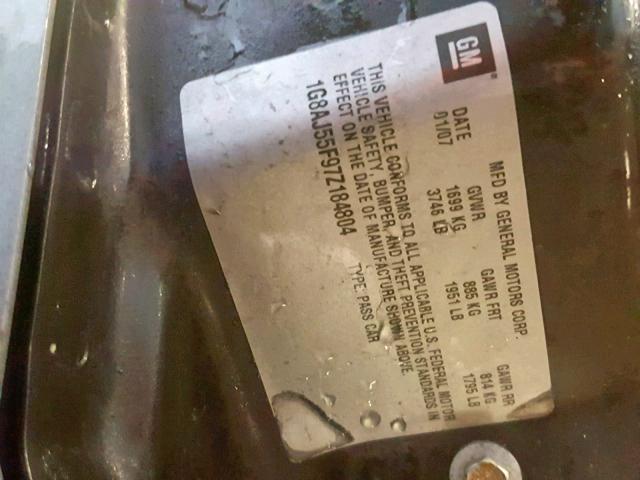 GM
MFD BY GENERAL MOTORS CORP
DATE GVWR GAWR FRT GAWR RR
01/07 1699 KG 885 KG 814 KG
3746 LB 1951 LB 1795 LB
THIS VEHICLE CONFORMS TO ALL APPLICABLE U.S. FEDERAL MOTOR
VEHICLE SAFETY, BUMPER, AND THEFT PREVENTION STANDARDS IN
EFFECT ON THE DATE OF MANUFACTURE SHOWN ABOVE.
1G8AJ55F97Z184804 TYPE: PASS CAR